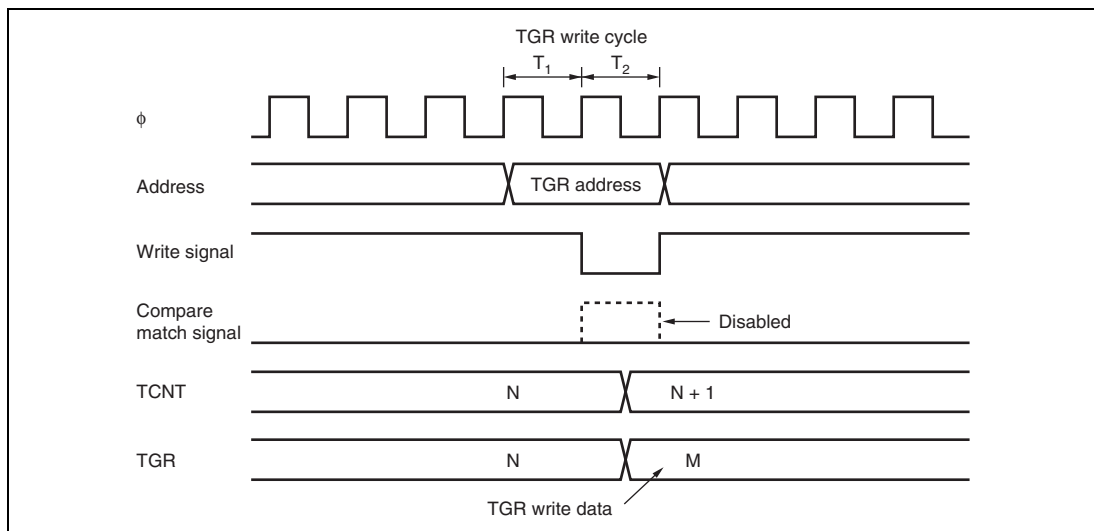 TGR write cycle
T1 T2
ϕ
Address
TGR address
Write signal
Compare
match signal
Disabled
TCNT
N
N + 1
TGR
N
M
TGR write data